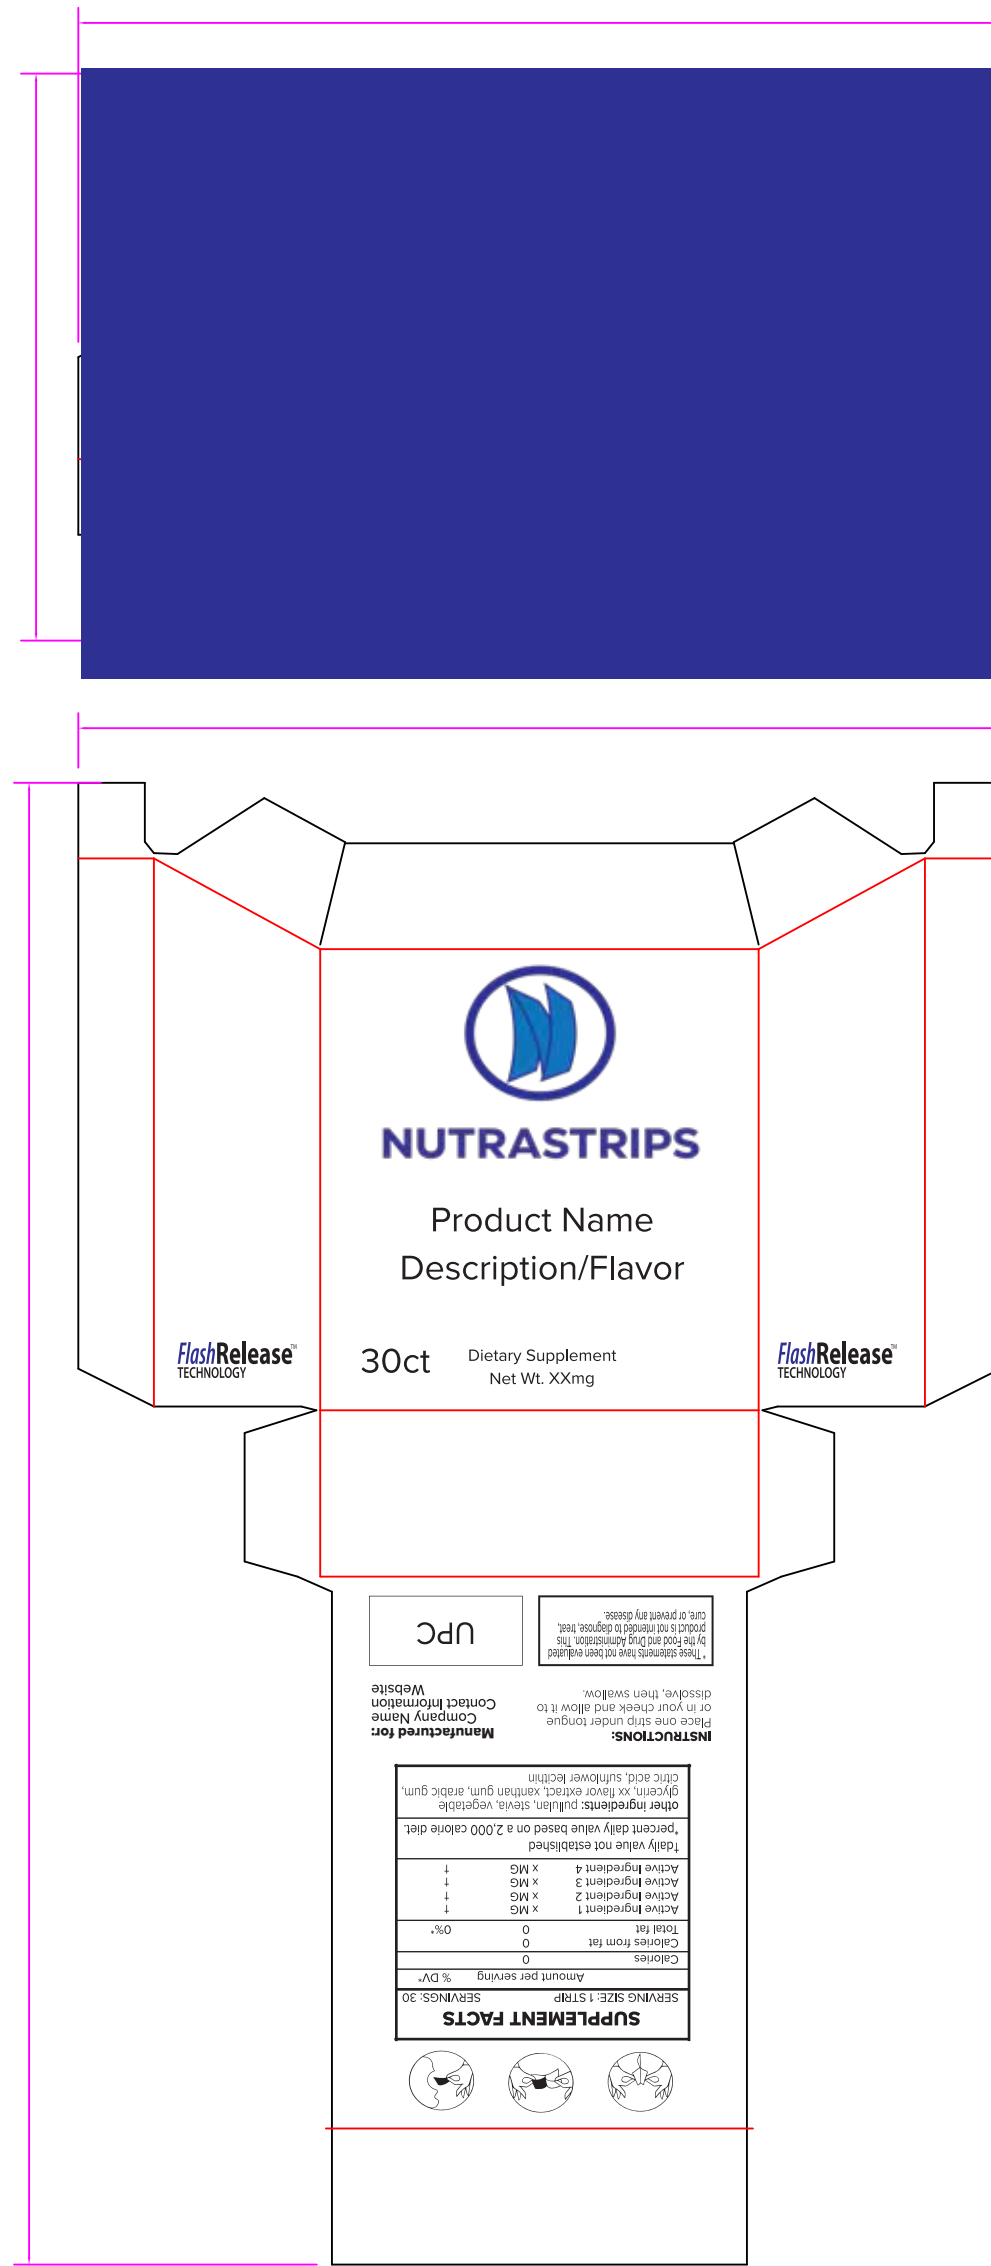 NUTRASTRIPS
Product Name
Description/Flavor
30ct
Dietary Supplement
Net Wt. XXmg
FlashRelease™
TECHNOLOGY
FlashRelease™
TECHNOLOGY
SUPPLEMENT FACTS
SERVING SIZE: 1 STRIP SERVINGS: 30
Amount per serving % DV*
Calories 0
Calories from fat 0
Total fat 0 0%*
Active Ingredient 1 x MG †
Active Ingredient 2 x MG †
Active Ingredient 3 x MG †
Active Ingredient 4 x MG †
†daily value not established
*percent daily value based on a 2,000 calorie diet.
other ingredients: pullulan, stevia, vegetable
glycerin, xx flavor extract, xanthan gum, arabic gum,
citric acid, sunflower lecithin
INSTRUCTIONS:
Place one strip under tongue
or in your cheek and allow it to
dissolve, then swallow.
Manufactured for:
Company Name
Contact Information
Website
* These statements have not been evaluated
by the Food and Drug Administration. This
product is not intended to diagnose, treat,
cure, or prevent any disease.
UPC